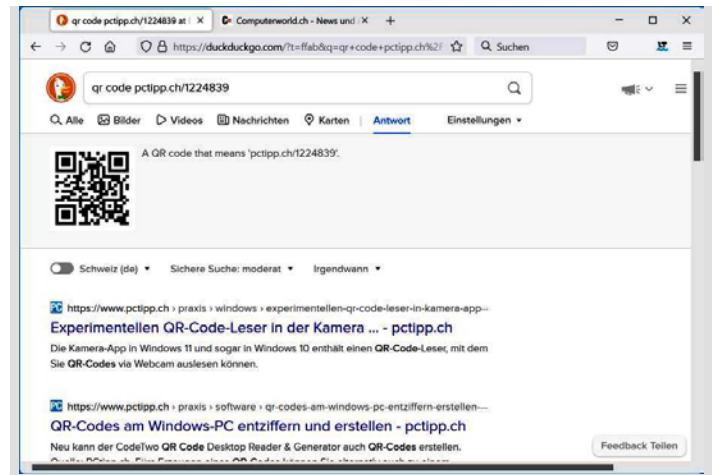 qr code pctipp.ch/1224839 at
Computerworld.ch - News und
https://duckduckgo.com/?t=ffab&q=qr+code+pctipp.ch%2F
Suchen
qr code pctipp.ch/1224839
Alle Bilder Videos Nachrichten Karten Antwort Einstellungen
A QR code that means 'pctipp.ch/1224839'.
Schweiz (de) Sichere Suche: moderat Irgendwann
https://www.pctipp.ch › praxis › windows › experimentellen-qr-code-leser-in-kamera-app-...
Experimentellen QR-Code-Leser in der Kamera ... - pctipp.ch
Die Kamera-App in Windows 11 und sogar in Windows 10 enthält einen QR-Code-Leser, mit dem
Sie QR-Codes via Webcam auslesen können.
https://www.pctipp.ch › praxis › software › qr-codes-am-windows-pc-entziffern-erstellen-...
QR-Codes am Windows-PC entziffern und erstellen - pctipp.ch
Neu kann der CodeTwo QR Code Desktop Reader & Generator auch QR-Codes erstellen.
Feedback Teilen